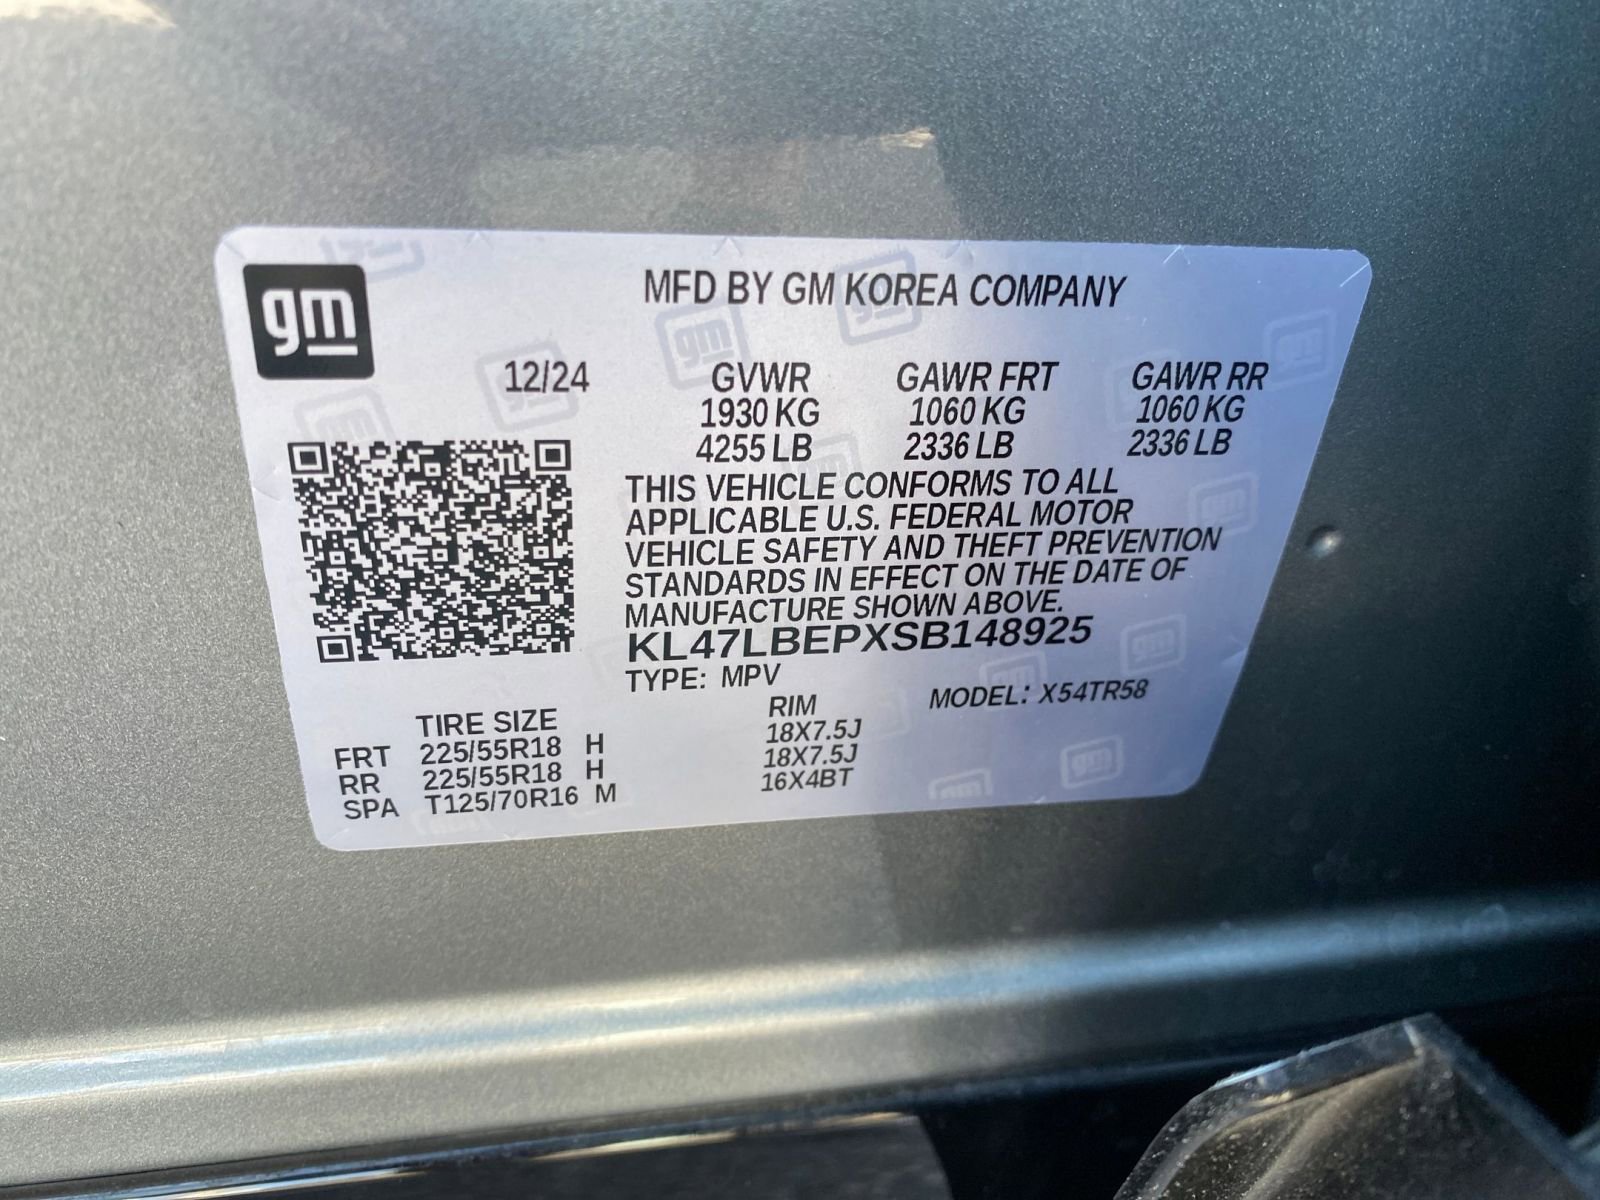 gm
MFD BY GM KOREA COMPANY
12/24 GVWR GAWR FRT GAWR RR
1930 KG 1060 KG 1060 KG
4255 LB 2336 LB 2336 LB
THIS VEHICLE CONFORMS TO ALL
APPLICABLE U.S. FEDERAL MOTOR
VEHICLE SAFETY AND THEFT PREVENTION
STANDARDS IN EFFECT ON THE DATE OF
MANUFACTURE SHOWN ABOVE.
KL47LBEPXSB148925
TYPE: MPV
MODEL: X54TR58
TIRE SIZE RIM
FRT 225/55R18 H 18X7.5J
RR 225/55R18 H 18X7.5J
SPA T125/70R16 M 16X4BT